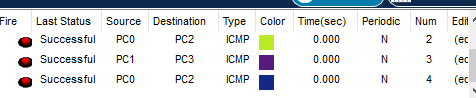 Fire Last Status Source Destination Type Color Time(sec) Periodic Num Edit
Successful PC0 PC2 ICMP 0.000 N 2 (ed
Successful PC1 PC3 ICMP 0.000 N 3 (ed
Successful PC0 PC2 ICMP 0.000 N 4 (ed